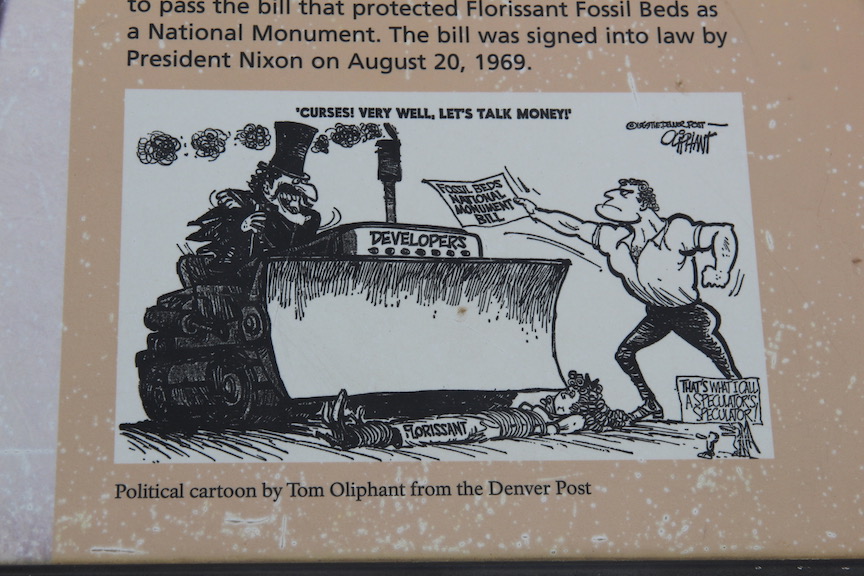 to pass the bill that protected Florissant Fossil Beds as
a National Monument. The bill was signed into law by
President Nixon on August 20, 1969.
'CURSES! VERY WELL, LET'S TALK MONEY!'
DENVER POST
OLIPHANT
FOSSIL BEDS
NATIONAL
MONUMENT
BILL
DEVELOPERS
THAT'S WHAT I CALL
A SPECULATOR'S
SPECULATOR!
FLORISSANT
Political cartoon by Tom Oliphant from the Denver Post